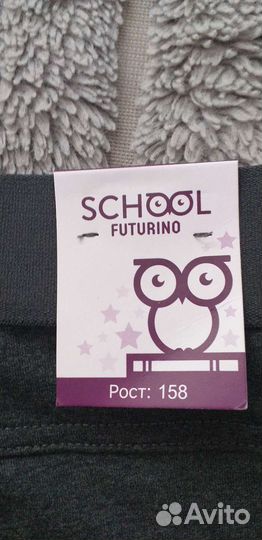 SCHOOL
FUTURINO
Рост: 158
Avito